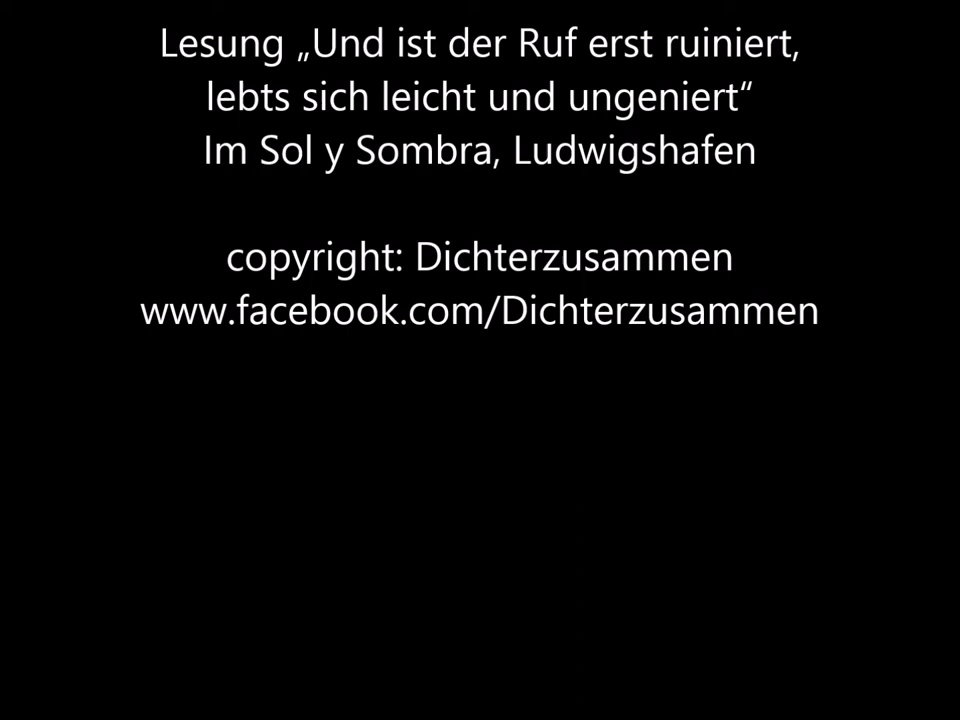 Lesung „Und ist der Ruf erst ruiniert,
lebts sich leicht und ungeniert“
Im Sol y Sombra, Ludwigshafen
copyright: Dichterzusammen
www.facebook.com/Dichterzusammen